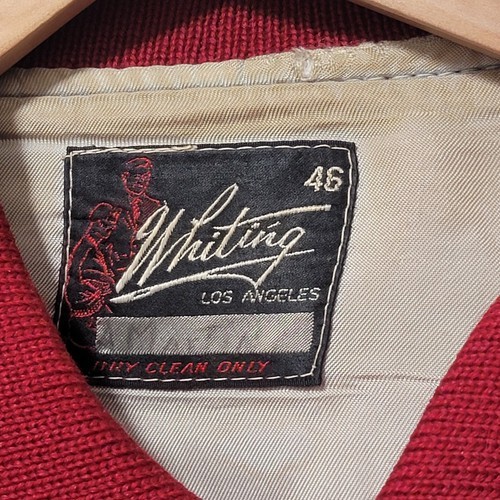 46
Whiting
LOS ANGELES
DRY CLEAN ONLY